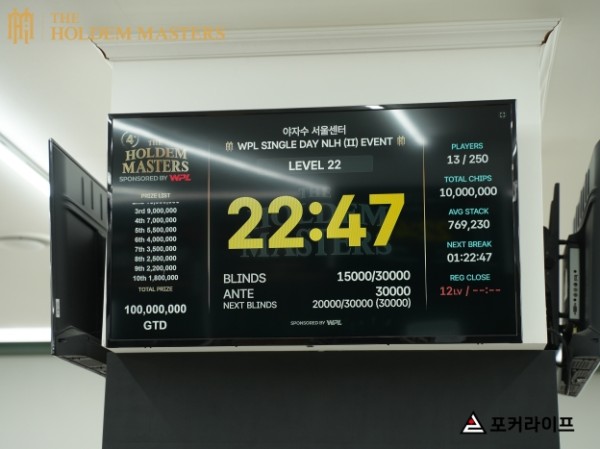 THE
HOLDEM MASTERS
4th
THE
HOLDEM
MASTERS
SPONSORED BY WPL
PRIZE LIST
3rd 9,000,000
4th 7,000,000
5th 5,500,000
6th 4,000,000
7th 3,500,000
8th 2,800,000
9th 2,200,000
10th 1,800,000
TOTAL PRIZE
100,000,000
GTD
야자수 서울센터
WPL SINGLE DAY NLH (II) EVENT
LEVEL 22
22:47
BLINDS 15000/30000
ANTE 30000
NEXT BLINDS 20000/30000 (30000)
SPONSORED BY WPL
PLAYERS
13 / 250
TOTAL CHIPS
10,000,000
AVG STACK
769,230
NEXT BREAK
01:22:47
REG CLOSE
12LV / --:--
포커라이프